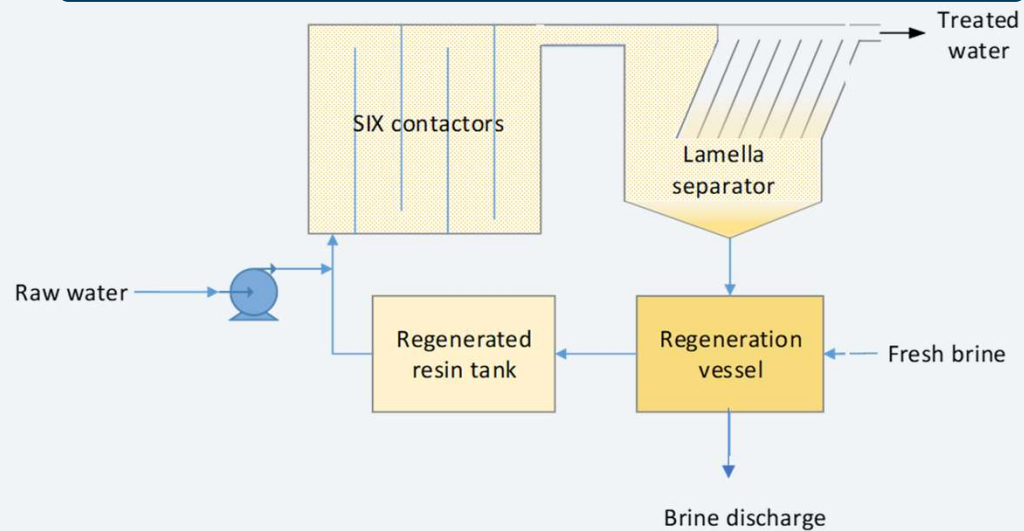 Treated
water
SIX contactors
Lamella
separator
Raw water
Regenerated
resin tank
Regeneration
vessel
Fresh brine
Brine discharge